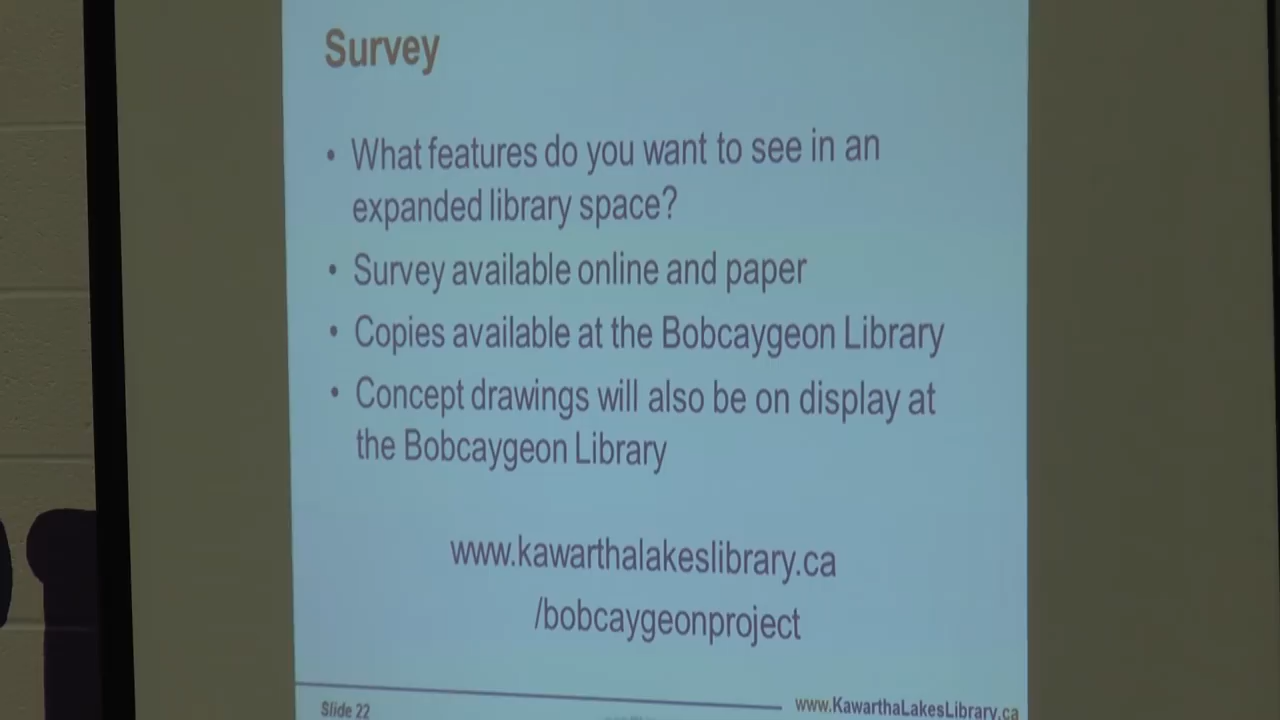 Survey
• What features do you want to see in an
expanded library space?
• Survey available online and paper
• Copies available at the Bobcaygeon Library
• Concept drawings will also be on display at
the Bobcaygeon Library
www.kawarthalakeslibrary.ca
/bobcaygeonproject
Slide 22
www.KawarthaLakesLibrary.ca